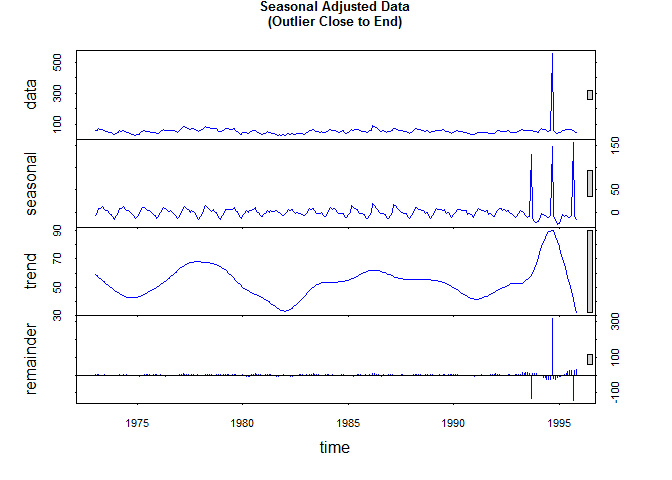 Seasonal Adjusted Data
(Outlier Close to End)
data
100
300
500
seasonal
0
50
150
trend
30
50
70
90
remainder
-100
100
300
1975
1980
1985
1990
1995
time